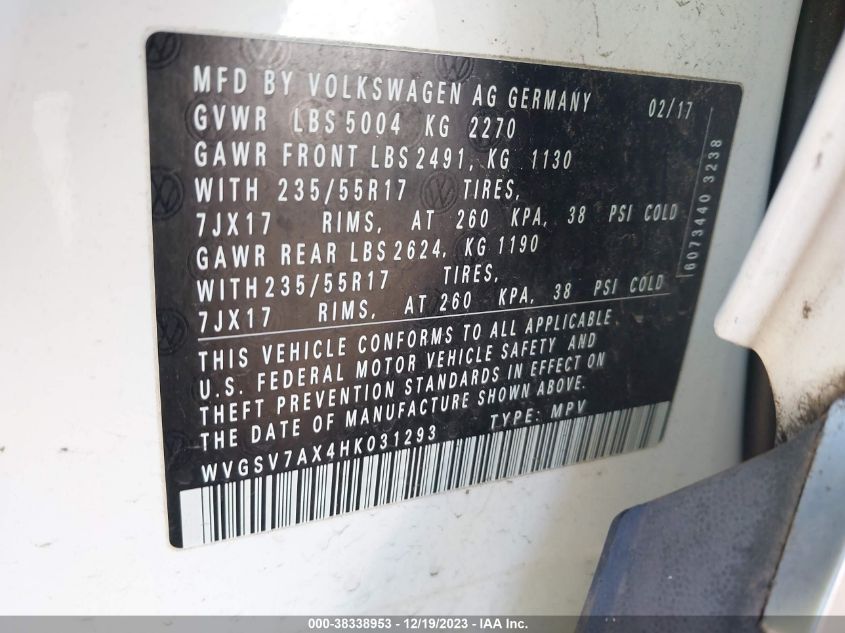 MFD BY VOLKSWAGEN AG GERMANY 02/17
GVWR LBS 5004 KG 2270
GAWR FRONT LBS 2491, KG 1130
WITH 235/55R17 TIRES,
7JX17 RIMS, AT 260 KPA, 38 PSI COLD
GAWR REAR LBS 2624, KG 1190
WITH 235/55R17 TIRES,
7JX17 RIMS, AT 260 KPA, 38 PSI COLD
THIS VEHICLE CONFORMS TO ALL APPLICABLE
U.S. FEDERAL MOTOR VEHICLE SAFETY AND
THEFT PREVENTION STANDARDS IN EFFECT ON
THE DATE OF MANUFACTURE SHOWN ABOVE.
WVGSV7AX4HK031293 TYPE: MPV
6073440 3238
000-38338953 - 12/19/2023 - IAA Inc.